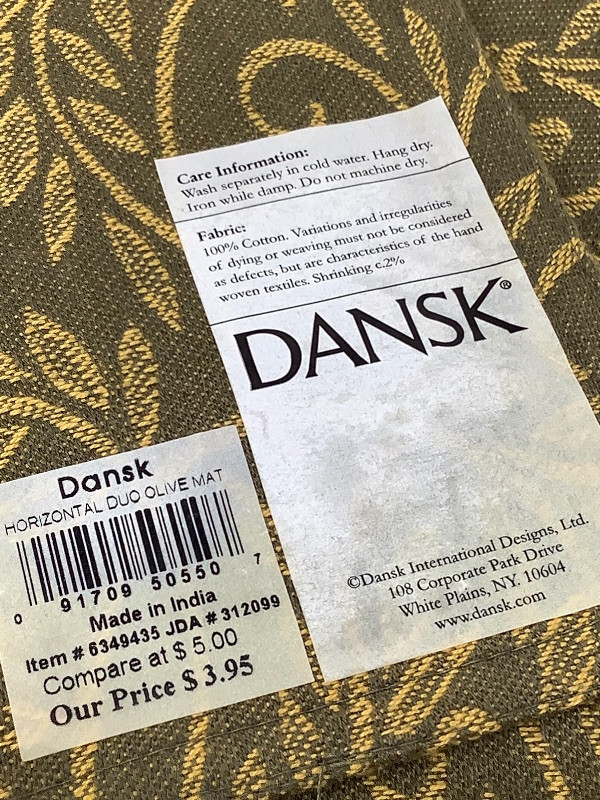 Care Information:
Wash separately in cold water. Hang dry.
Iron while damp. Do not machine dry.
Fabric:
100% Cotton. Variations and irregularities
of dying or weaving must not be considered
as defects, but are characteristics of the hand
woven textiles. Shrinking c.2%
DANSK®
©Dansk International Designs, Ltd.
108 Corporate Park Drive
White Plains, NY. 10604
www.dansk.com
Dansk
HORIZONTAL DUO OLIVE MAT
0 91709 50550 7
Made in India
Item # 6349435 JDA # 312099
Compare at $ 5.00
Our Price $ 3.95